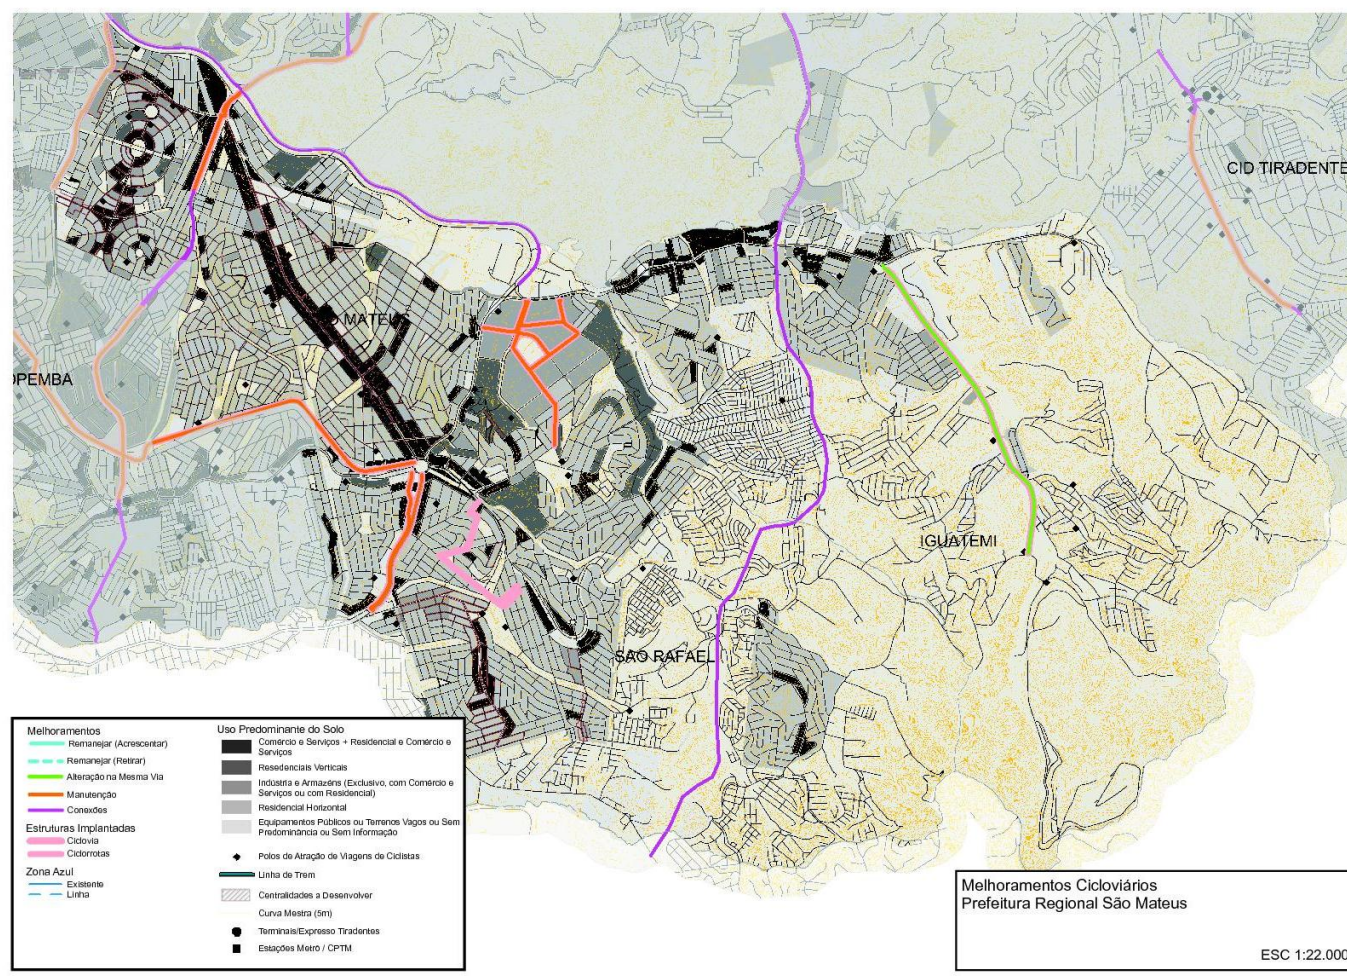 CID TIRADENTE
MATEUS
OPEMBA
IGUATEMI
SAO RAFAEL
Melhoramentos
Remanejar (Acrescentar)
Remanejar (Retirar)
Alteração na Mesma Via
Manutenção
Conexões
Estruturas Implantadas
Ciclovia
Ciclorrotas
Zona Azul
Existente
Linha
Uso Predominante do Solo
Comércio e Serviços + Residencial e Comércio e
Serviços
Resedenciais Verticais
Indústria e Armazéns (Exclusivo, com Comércio e
Serviços ou com Residencial)
Residencial Horizontal
Equipamentos Públicos ou Terrenos Vagos ou Sem
Predominância ou Sem Informação
Polos de Atração de Viagens de Ciclistas
Linha de Trem
Centralidades a Desenvolver
Curva Mestra (5m)
Terminais/Expresso Tiradentes
Estações Metrô / CPTM
Melhoramentos Cicloviários
Prefeitura Regional São Mateus
ESC 1:22.000